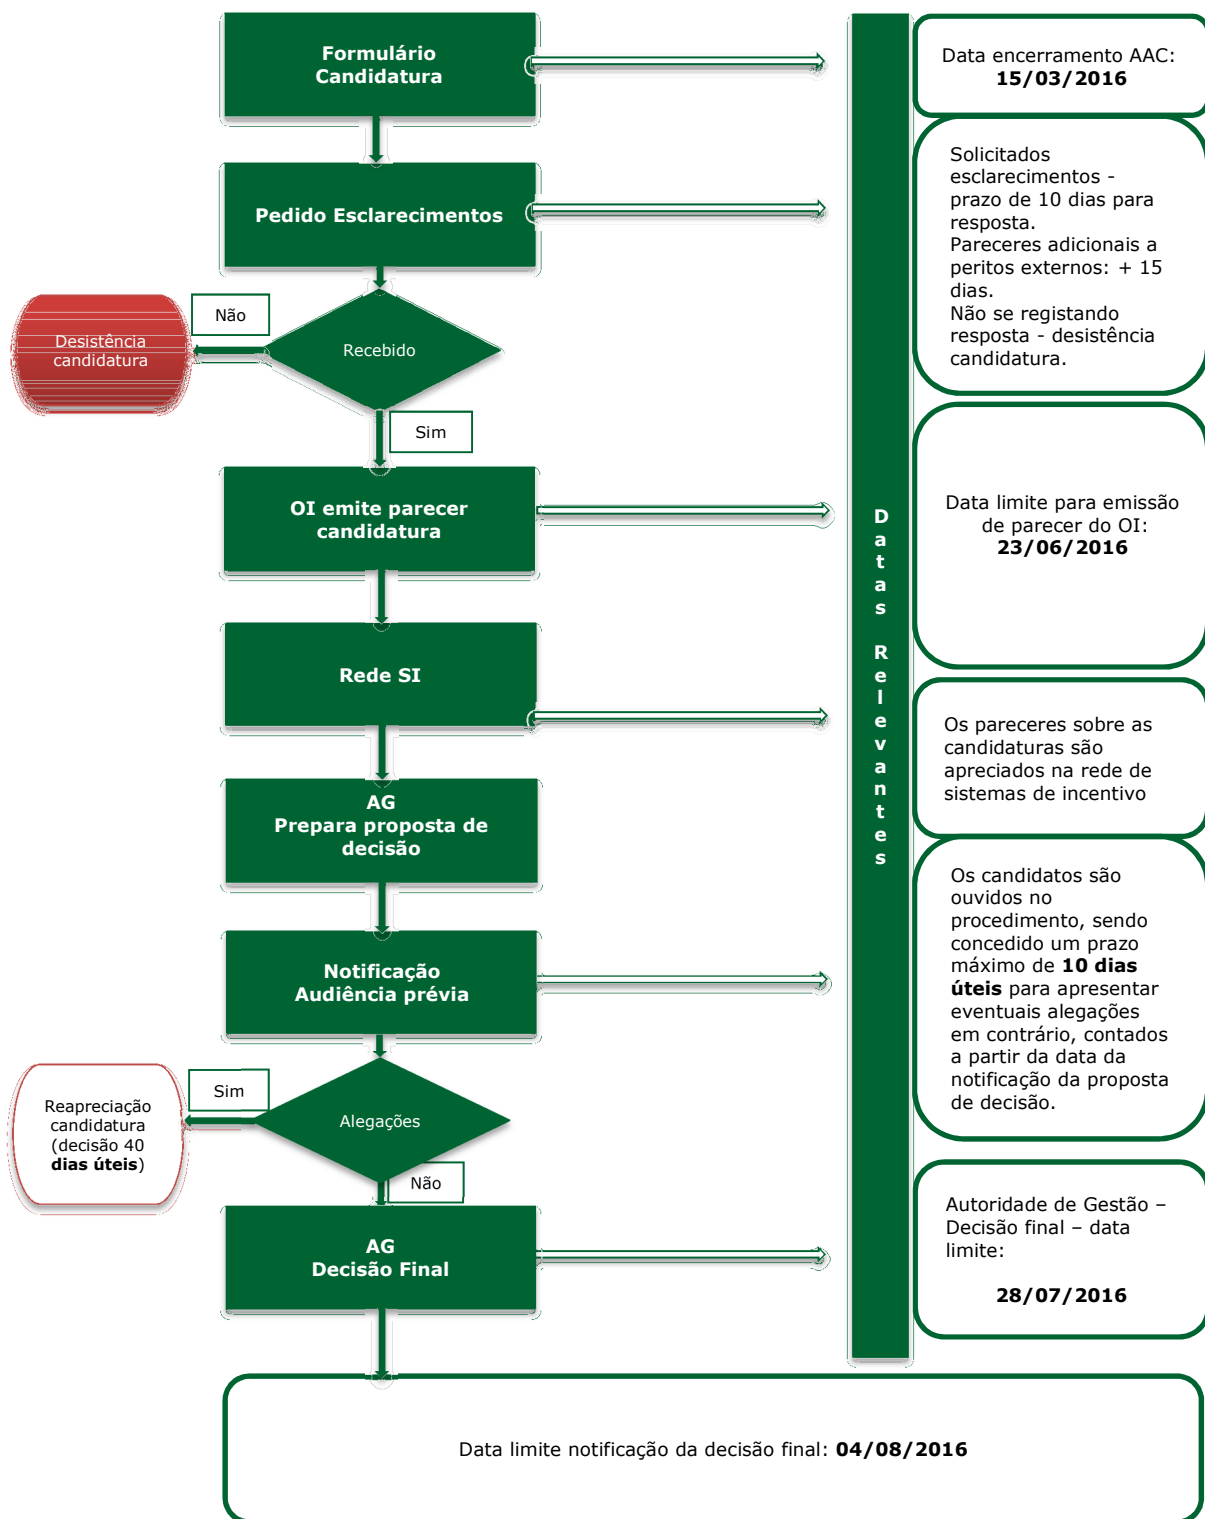 Formulário
Candidatura
Data encerramento AAC:
15/03/2016
Pedido Esclarecimentos
Solicitados
esclarecimentos -
prazo de 10 dias para
resposta.
Pareceres adicionais a
peritos externos: + 15
dias.
Não se registando
resposta - desistência
candidatura.
Não
Desistência
candidatura
Recebido
Sim
OI emite parecer
candidatura
Datas Relevantes
Data limite para emissão
de parecer do OI:
23/06/2016
Rede SI
Os pareceres sobre as
candidaturas são
apreciados na rede de
sistemas de incentivo
AG
Prepara proposta de
decisão
Notificação
Audiência prévia
Os candidatos são
ouvidos no
procedimento, sendo
concedido um prazo
máximo de 10 dias
úteis para apresentar
eventuais alegações
em contrário, contados
a partir da data da
notificação da proposta
de decisão.
Sim
Reapreciação
candidatura
(decisão 40
dias úteis)
Alegações
Não
AG
Decisão Final
Autoridade de Gestão –
Decisão final – data
limite:
28/07/2016
Data limite notificação da decisão final: 04/08/2016